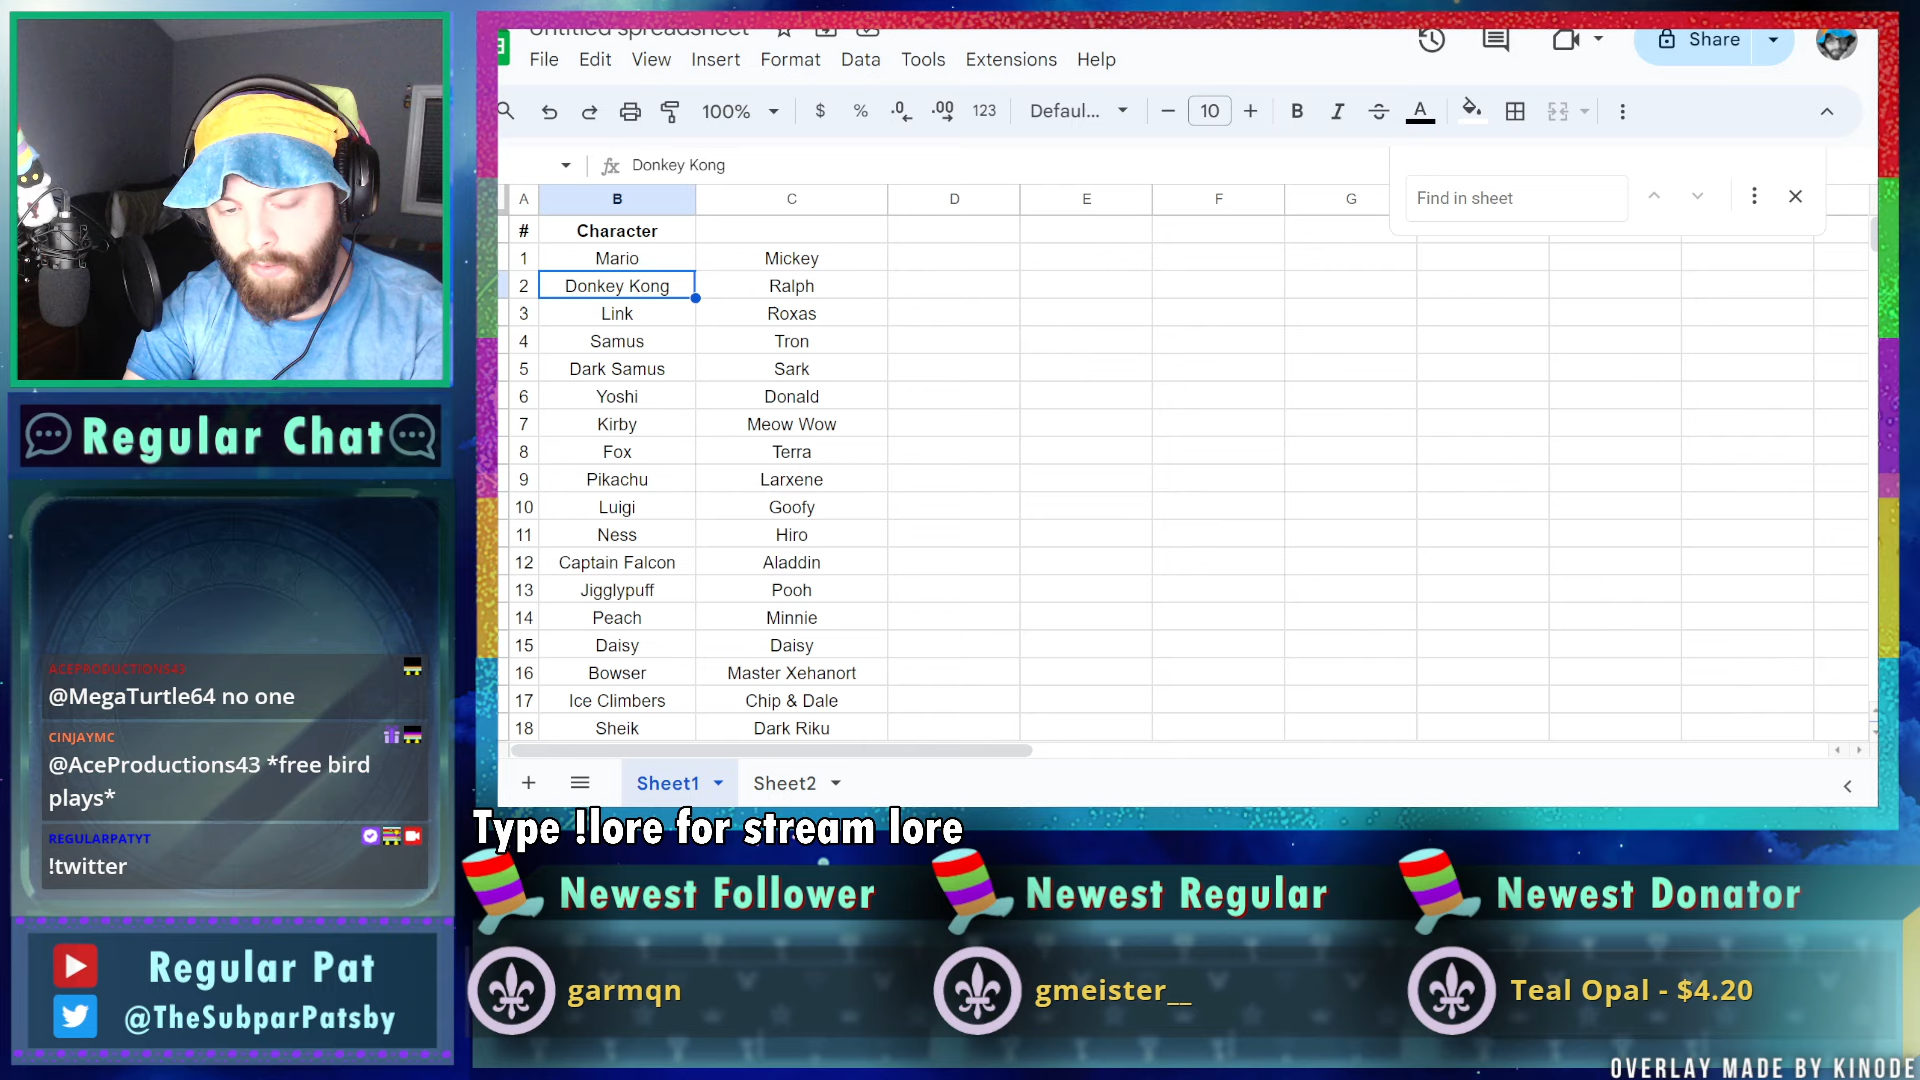 Untitled spreadsheet
File Edit View Insert Format Data Tools Extensions Help
Share
100% $ % .0 .00 123 Defaul... 10 B I A
fx Donkey Kong
Find in sheet
A B C D E F G
# Character
1 Mario Mickey
2 Donkey Kong Ralph
3 Link Roxas
4 Samus Tron
5 Dark Samus Sark
6 Yoshi Donald
7 Kirby Meow Wow
8 Fox Terra
9 Pikachu Larxene
10 Luigi Goofy
11 Ness Hiro
12 Captain Falcon Aladdin
13 Jigglypuff Pooh
14 Peach Minnie
15 Daisy Daisy
16 Bowser Master Xehanort
17 Ice Climbers Chip & Dale
18 Sheik Dark Riku
Sheet1 Sheet2
Regular Chat
ACEPRODUCTIONS43
@MegaTurtle64 no one
CINJAYMC
@AceProductions43 *free bird
plays*
REGULARPATYT
!twitter
Regular Pat
@TheSubparPatsby
Type !lore for stream lore
Newest Follower
garmqn
Newest Regular
gmeister__
Newest Donator
Teal Opal - $4.20
OVERLAY MADE BY KINODE